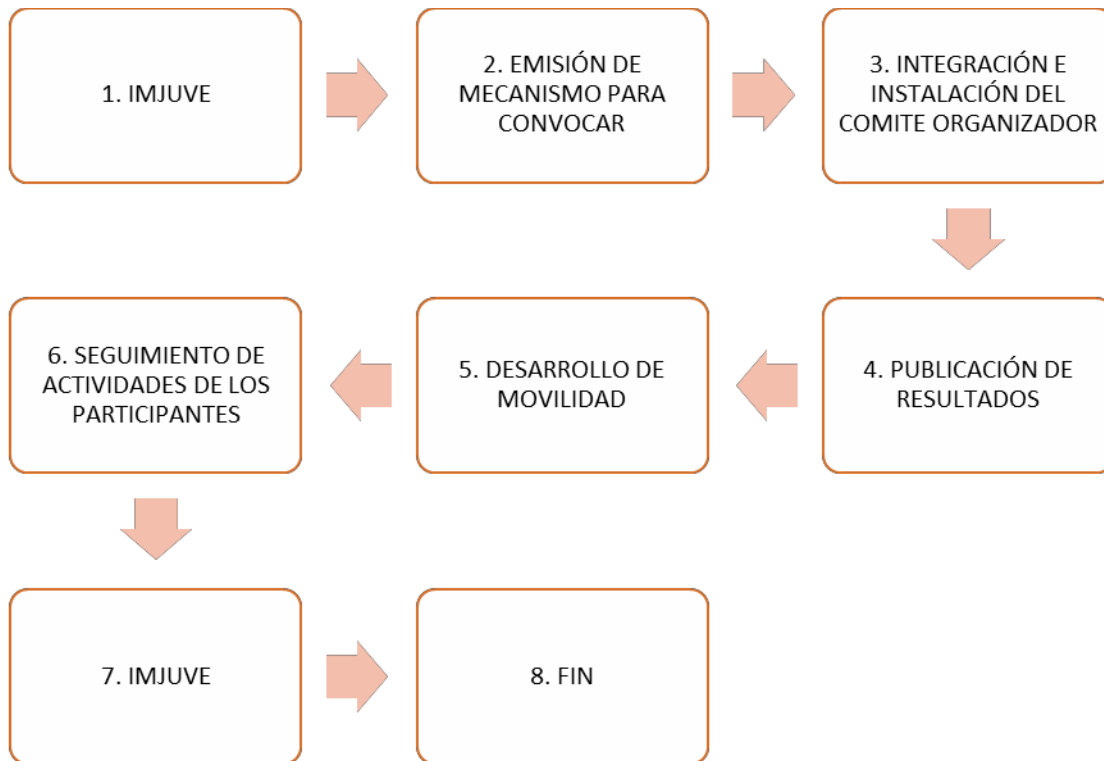 1. IMJUVE
2. EMISIÓN DE
MECANISMO PARA
CONVOCAR
3. INTEGRACIÓN E
INSTALACIÓN DEL
COMITE ORGANIZADOR
4. PUBLICACIÓN DE
RESULTADOS
5. DESARROLLO DE
MOVILIDAD
6. SEGUIMIENTO DE
ACTIVIDADES DE LOS
PARTICIPANTES
7. IMJUVE
8. FIN